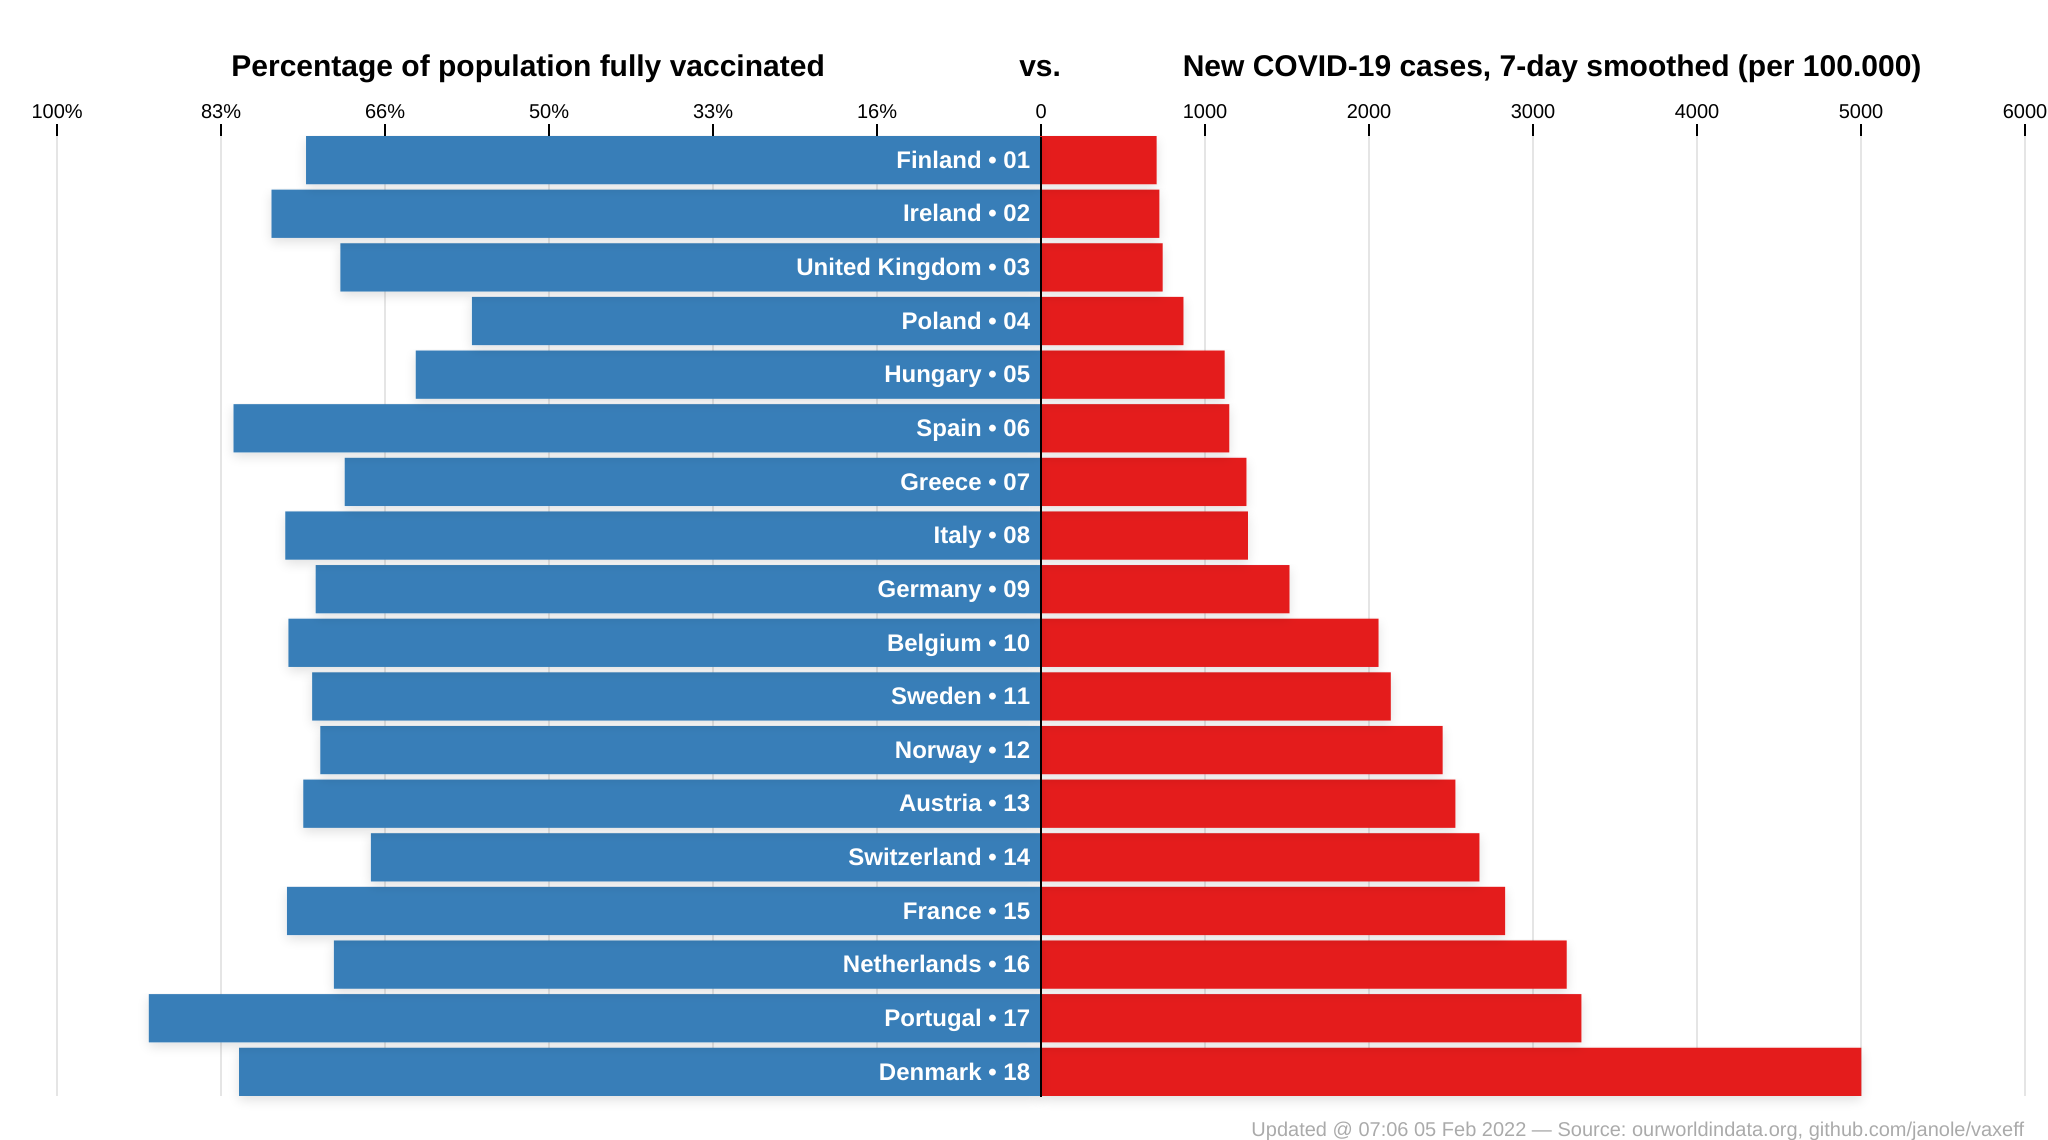 Percentage of population fully vaccinated vs. New COVID-19 cases, 7-day smoothed (per 100.000)
100% 83% 66% 50% 33% 16% 0 1000 2000 3000 4000 5000 6000
Finland • 01
Ireland • 02
United Kingdom • 03
Poland • 04
Hungary • 05
Spain • 06
Greece • 07
Italy • 08
Germany • 09
Belgium • 10
Sweden • 11
Norway • 12
Austria • 13
Switzerland • 14
France • 15
Netherlands • 16
Portugal • 17
Denmark • 18
Updated @ 07:06 05 Feb 2022 — Source: ourworldindata.org, github.com/janole/vaxeff